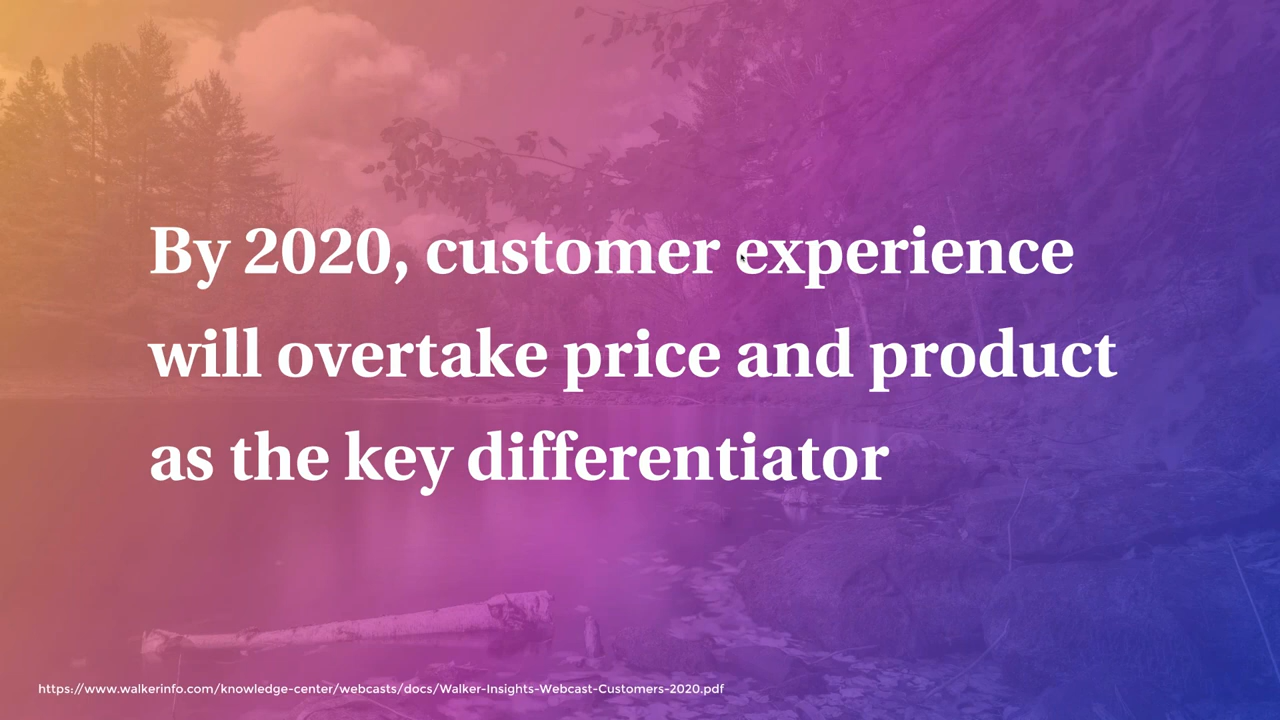 By 2020, customer experience
will overtake price and product
as the key differentiator
https://www.walkerinfo.com/knowledge-center/webcasts/docs/Walker-Insights-Webcast-Customers-2020.pdf